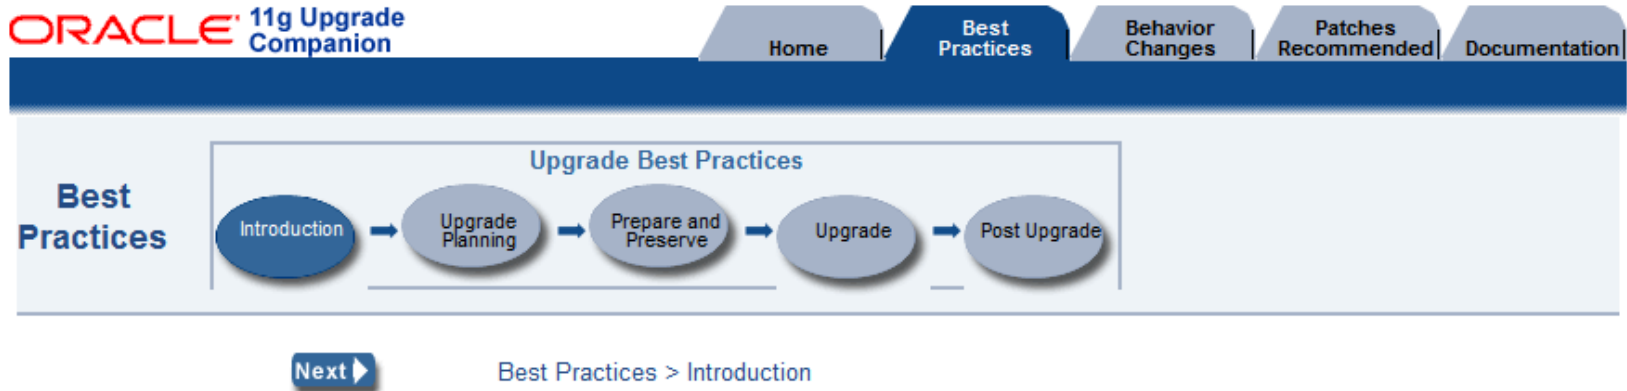 ORACLE 11g Upgrade
Companion
Home
Best
Practices
Behavior
Changes
Patches
Recommended
Documentation
Best
Practices
Upgrade Best Practices
Introduction
Upgrade
Planning
Prepare and
Preserve
Upgrade
Post Upgrade
Next
Best Practices > Introduction